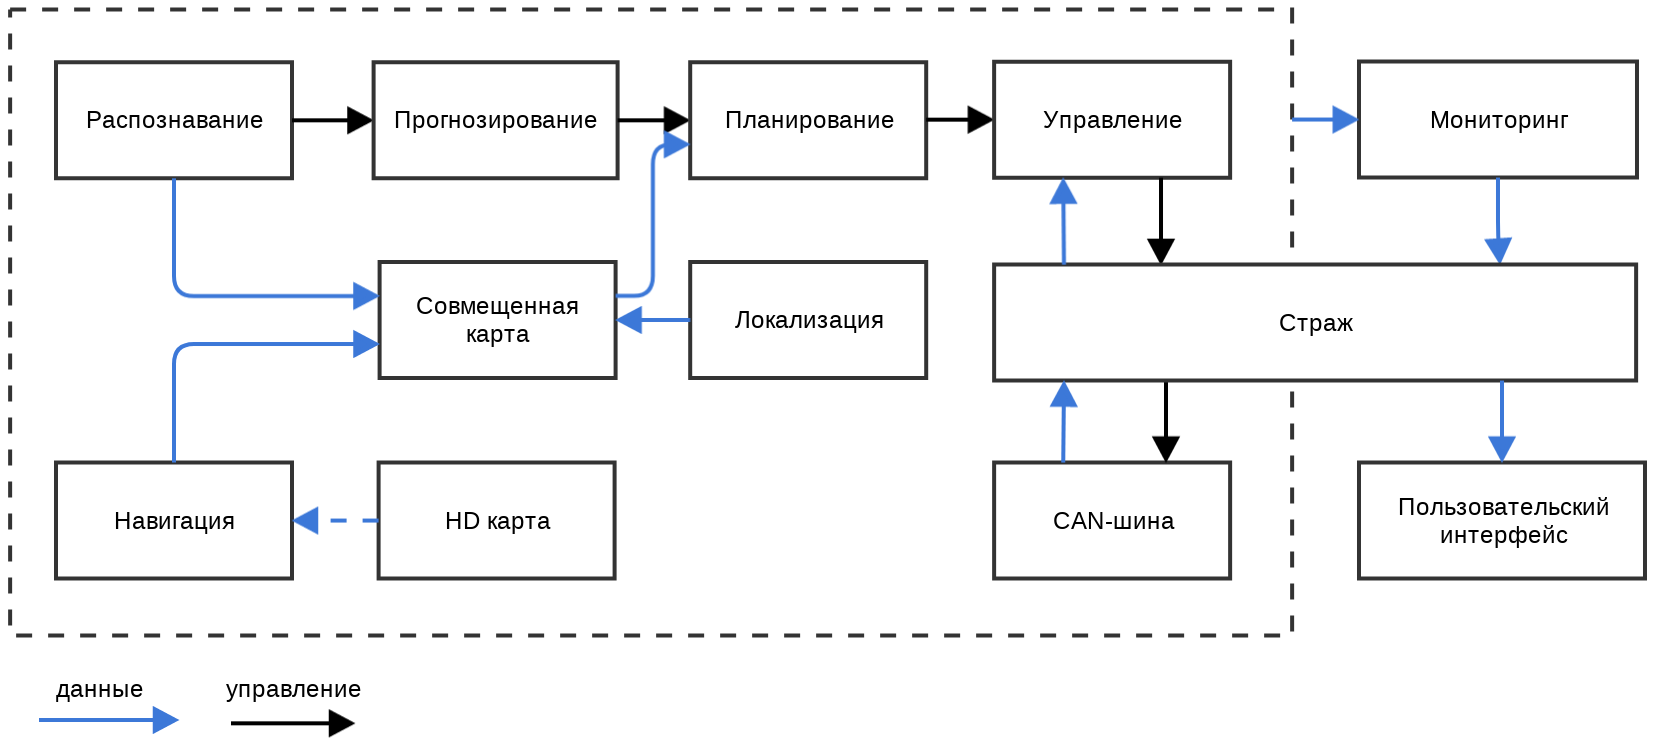 Распознавание
Прогнозирование
Планирование
Управление
Мониторинг
Совмещенная
карта
Локализация
Страж
Навигация
HD карта
CAN-шина
Пользовательский
интерфейс
данные
управление